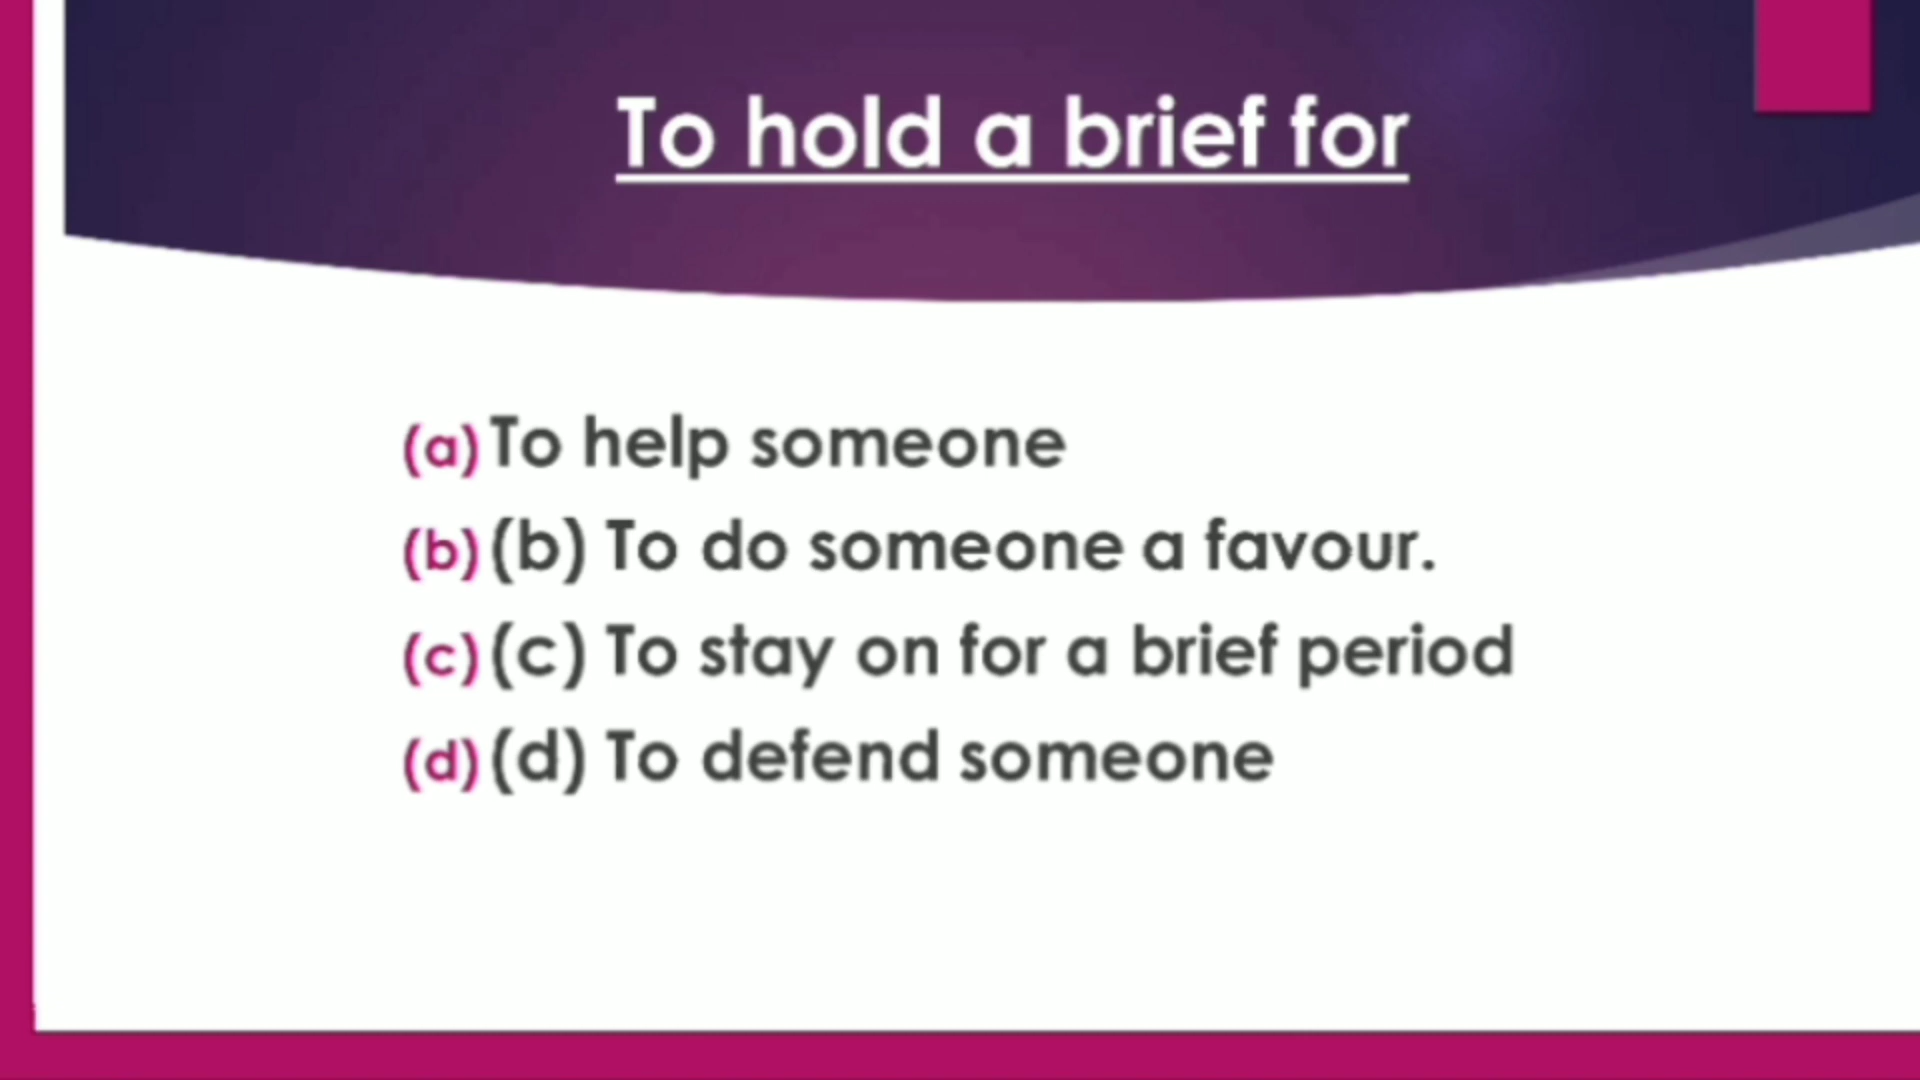 To hold a brief for
(a) To help someone
(b) (b) To do someone a favour.
(c) (c) To stay on for a brief period
(d) (d) To defend someone